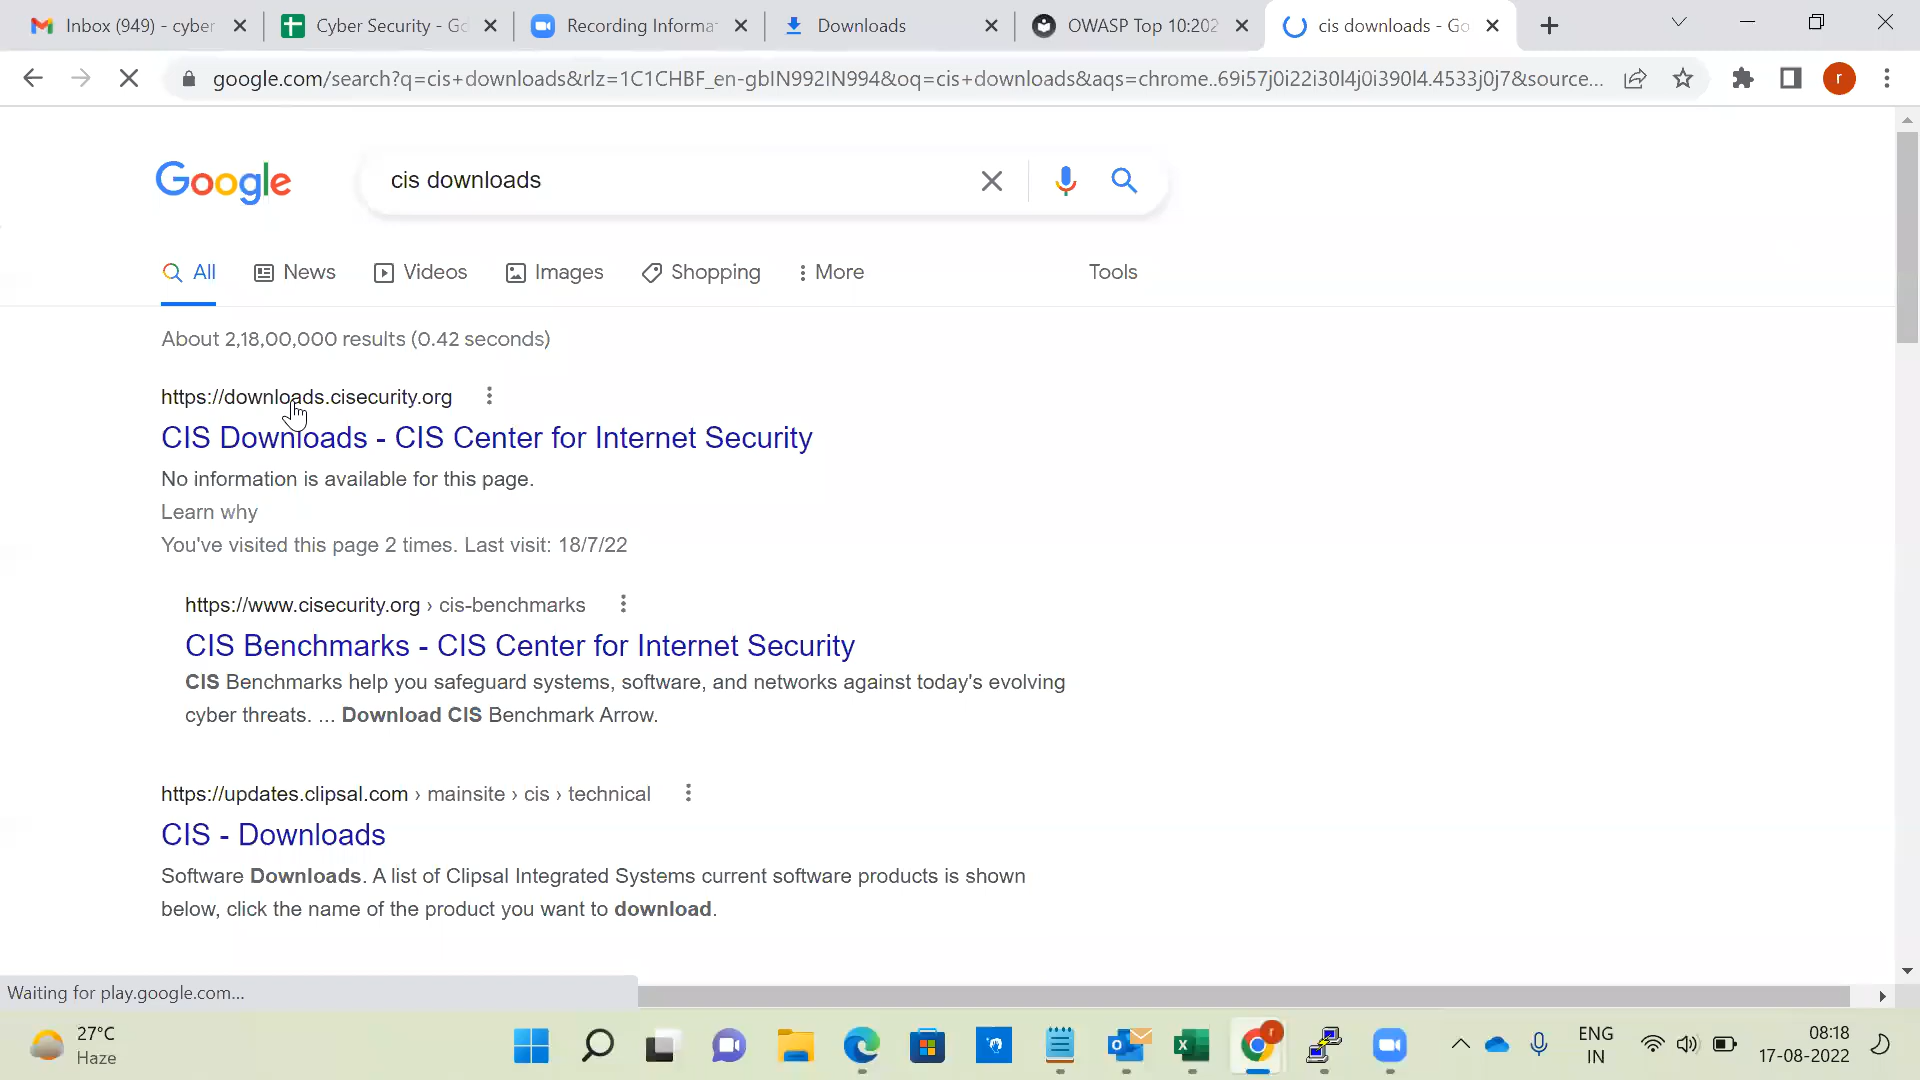 Inbox (949) - cyber
Cyber Security - Go
Recording Informa
Downloads
OWASP Top 10:202
cis downloads - Go
google.com/search?q=cis+downloads&rlz=1C1CHBF_en-gbIN992IN994&oq=cis+downloads&aqs=chrome..69i57j0i22i30l4j0i390l4.4533j0j7&source...
r
Google
cis downloads
All
News
Videos
Images
Shopping
More
Tools
About 2,18,00,000 results (0.42 seconds)
https://downloads.cisecurity.org
CIS Downloads - CIS Center for Internet Security
No information is available for this page.
Learn why
You've visited this page 2 times. Last visit: 18/7/22
https://www.cisecurity.org › cis-benchmarks
CIS Benchmarks - CIS Center for Internet Security
CIS Benchmarks help you safeguard systems, software, and networks against today's evolving
cyber threats. ... Download CIS Benchmark Arrow.
https://updates.clipsal.com › mainsite › cis › technical
CIS - Downloads
Software Downloads. A list of Clipsal Integrated Systems current software products is shown
below, click the name of the product you want to download.
Waiting for play.google.com...
27°C
Haze
r
ENG
IN
08:18
17-08-2022